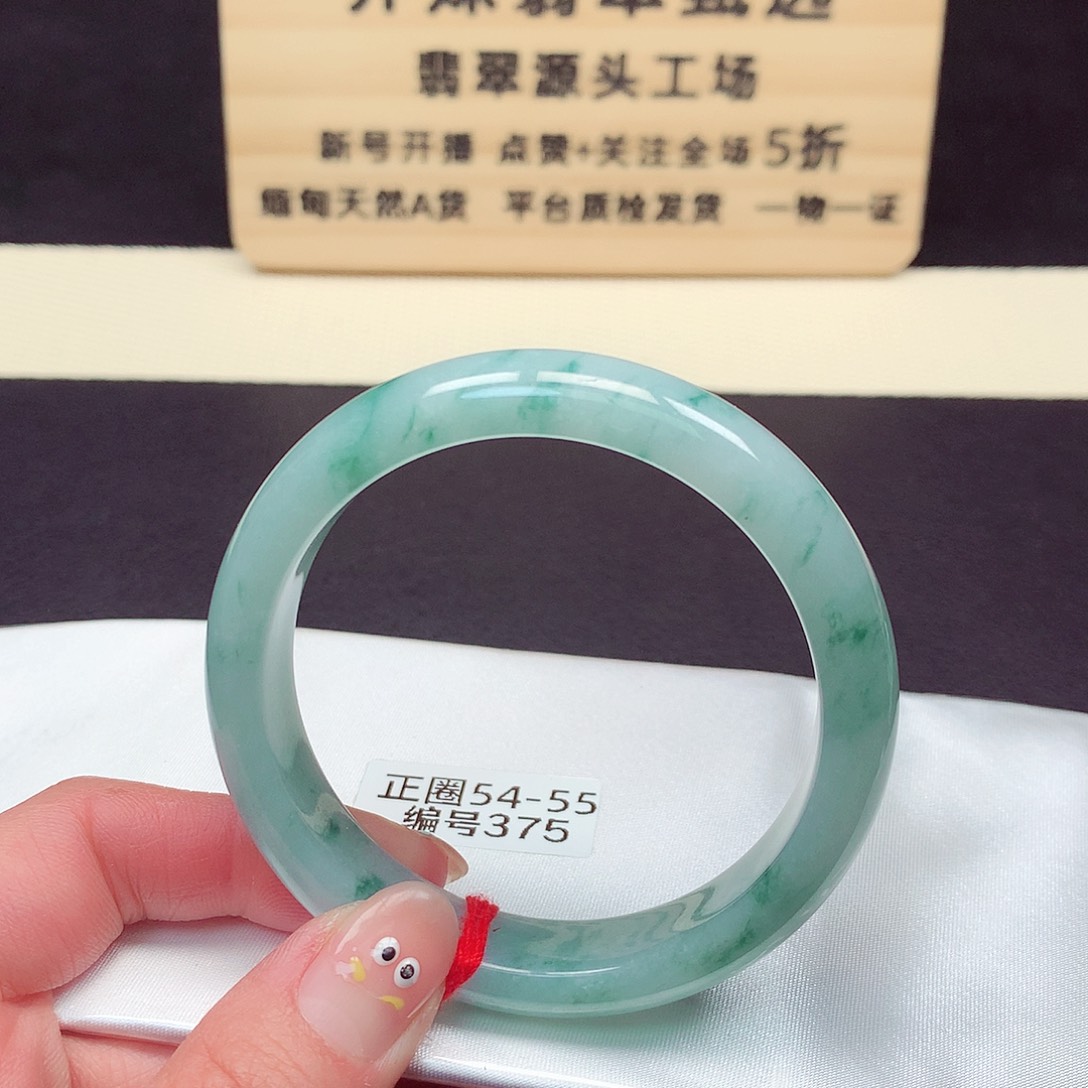 翡翠源头工场
新号开播 点赞+关注全场5折
缅甸天然A货 平台质检发货 一物一证
正圈54-55
编号375